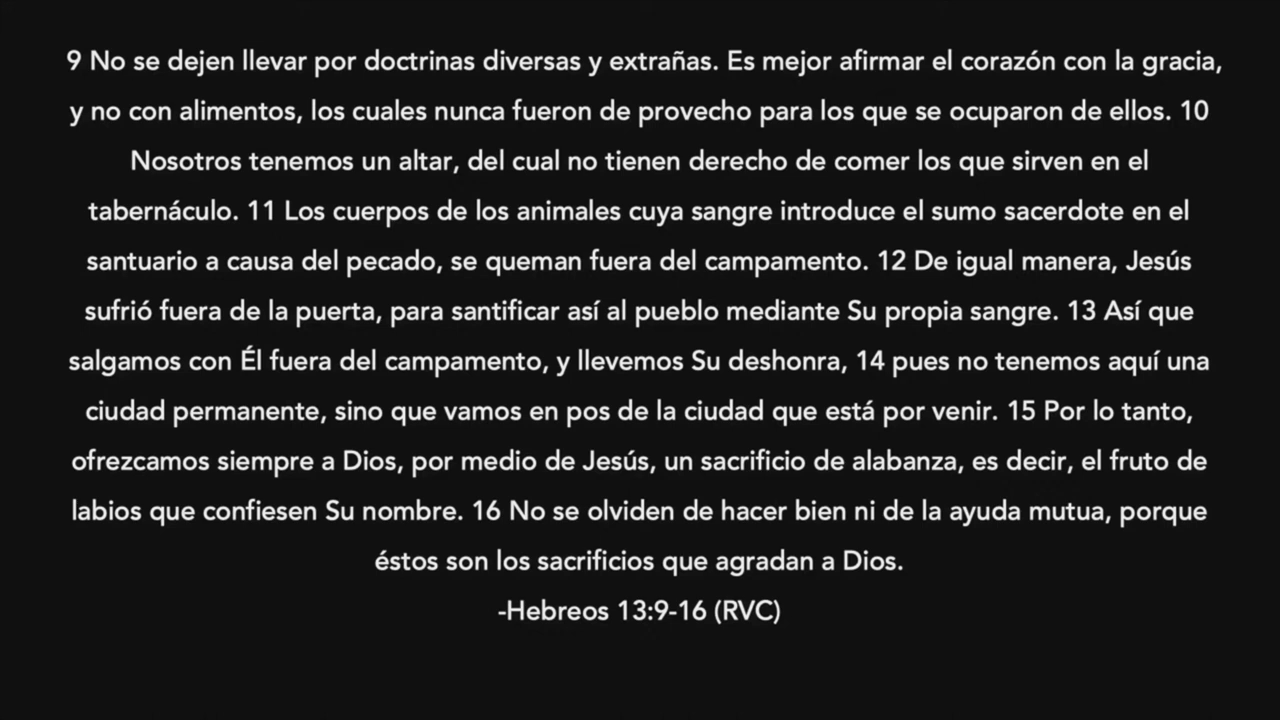 9 No se dejen llevar por doctrinas diversas y extrañas. Es mejor afirmar el corazón con la gracia,
y no con alimentos, los cuales nunca fueron de provecho para los que se ocuparon de ellos. 10
Nosotros tenemos un altar, del cual no tienen derecho de comer los que sirven en el
tabernáculo. 11 Los cuerpos de los animales cuya sangre introduce el sumo sacerdote en el
santuario a causa del pecado, se queman fuera del campamento. 12 De igual manera, Jesús
sufrió fuera de la puerta, para santificar así al pueblo mediante Su propia sangre. 13 Así que
salgamos con Él fuera del campamento, y llevemos Su deshonra, 14 pues no tenemos aquí una
ciudad permanente, sino que vamos en pos de la ciudad que está por venir. 15 Por lo tanto,
ofrezcamos siempre a Dios, por medio de Jesús, un sacrificio de alabanza, es decir, el fruto de
labios que confiesen Su nombre. 16 No se olviden de hacer bien ni de la ayuda mutua, porque
éstos son los sacrificios que agradan a Dios.
-Hebreos 13:9-16 (RVC)